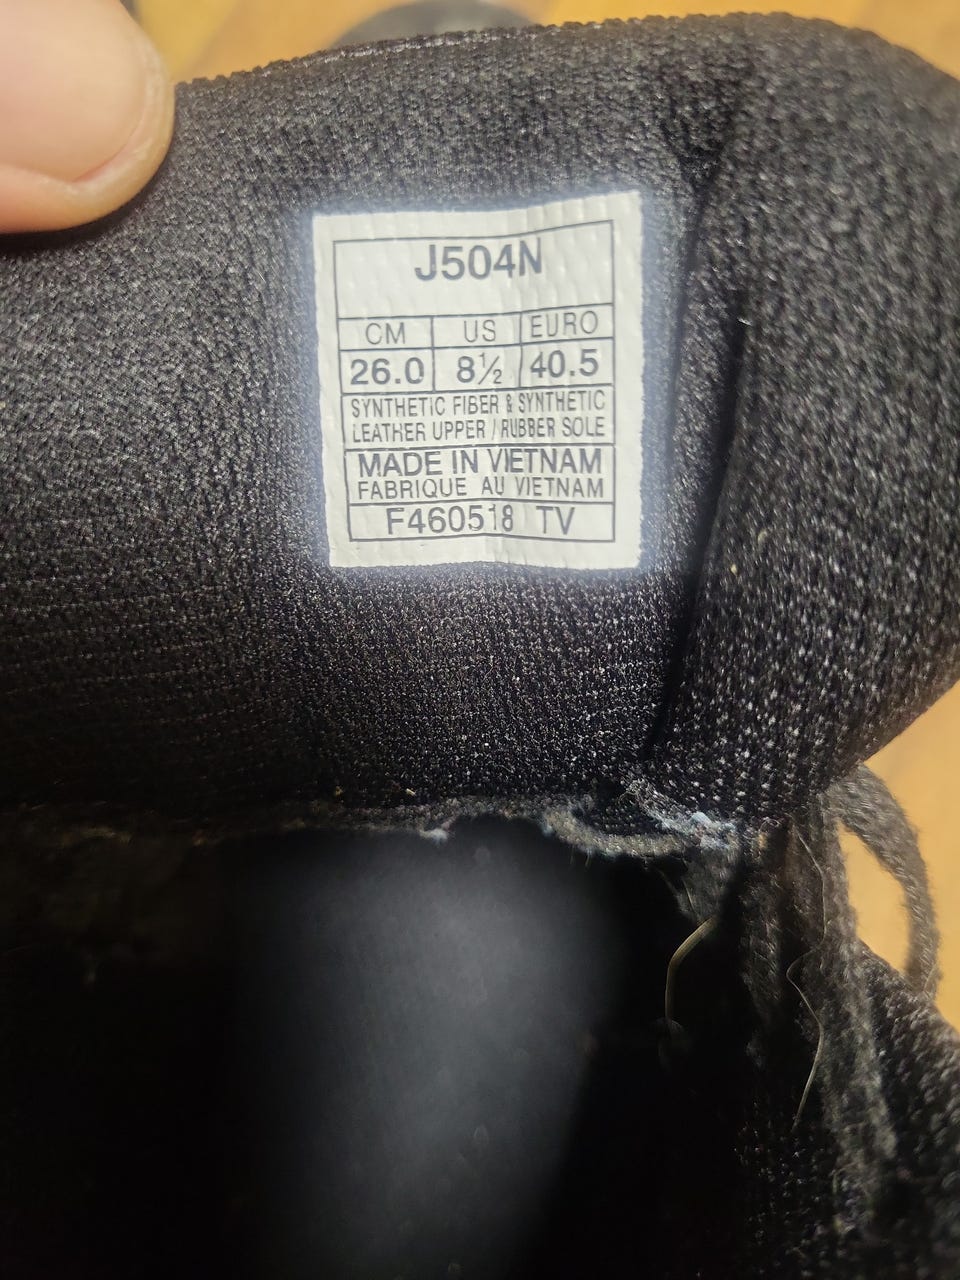 J504N
CM US EURO
26.0 8½ 40.5
SYNTHETIC FIBER & SYNTHETIC
LEATHER UPPER / RUBBER SOLE
MADE IN VIETNAM
FABRIQUE AU VIETNAM
F460518 TV